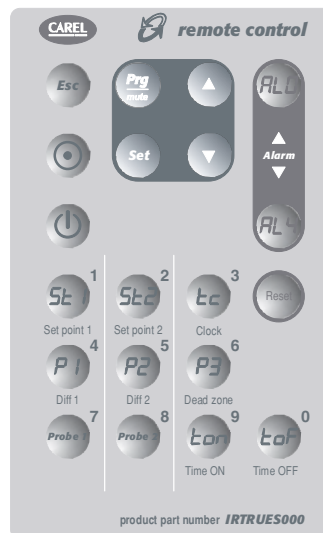 CAREL remote control
Esc Prg mute AL0
Set Alarm
AL4
1 2 3
St1 St2 tc Reset
Set point 1 Set point 2 Clock
4 5 6
P1 P2 P3
Diff 1 Diff 2 Dead zone
7 8 9 0
Probe 1 Probe 2 ton toF
Time ON Time OFF
product part number IRTRUES000